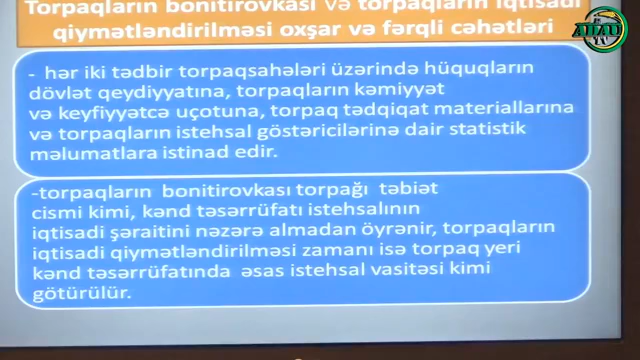 Torpaqların bonitirovkası və torpaqların iqtisadi
qiymətləndirilməsi oxşar və fərqli cəhətləri
- hər iki tədbir torpaqsahələri üzərində hüquqların
dövlət qeydiyyatına, torpaqların kəmiyyət
və keyfiyyətcə uçotuna, torpaq tədqiqat materiallarına
və torpaqların istehsal göstəricilərinə dair statistik
məlumatlara istinad edir.
-torpaqların bonitirovkası torpağı təbiət
cismi kimi, kənd təsərrüfatı istehsalının
iqtisadi şəraitini nəzərə almadan öyrənir, torpaqların
iqtisadi qiymətləndirilməsi zamanı isə torpaq yeri
kənd təsərrüfatında əsas istehsal vasitəsi kimi
götürülür.
ADAU
TV